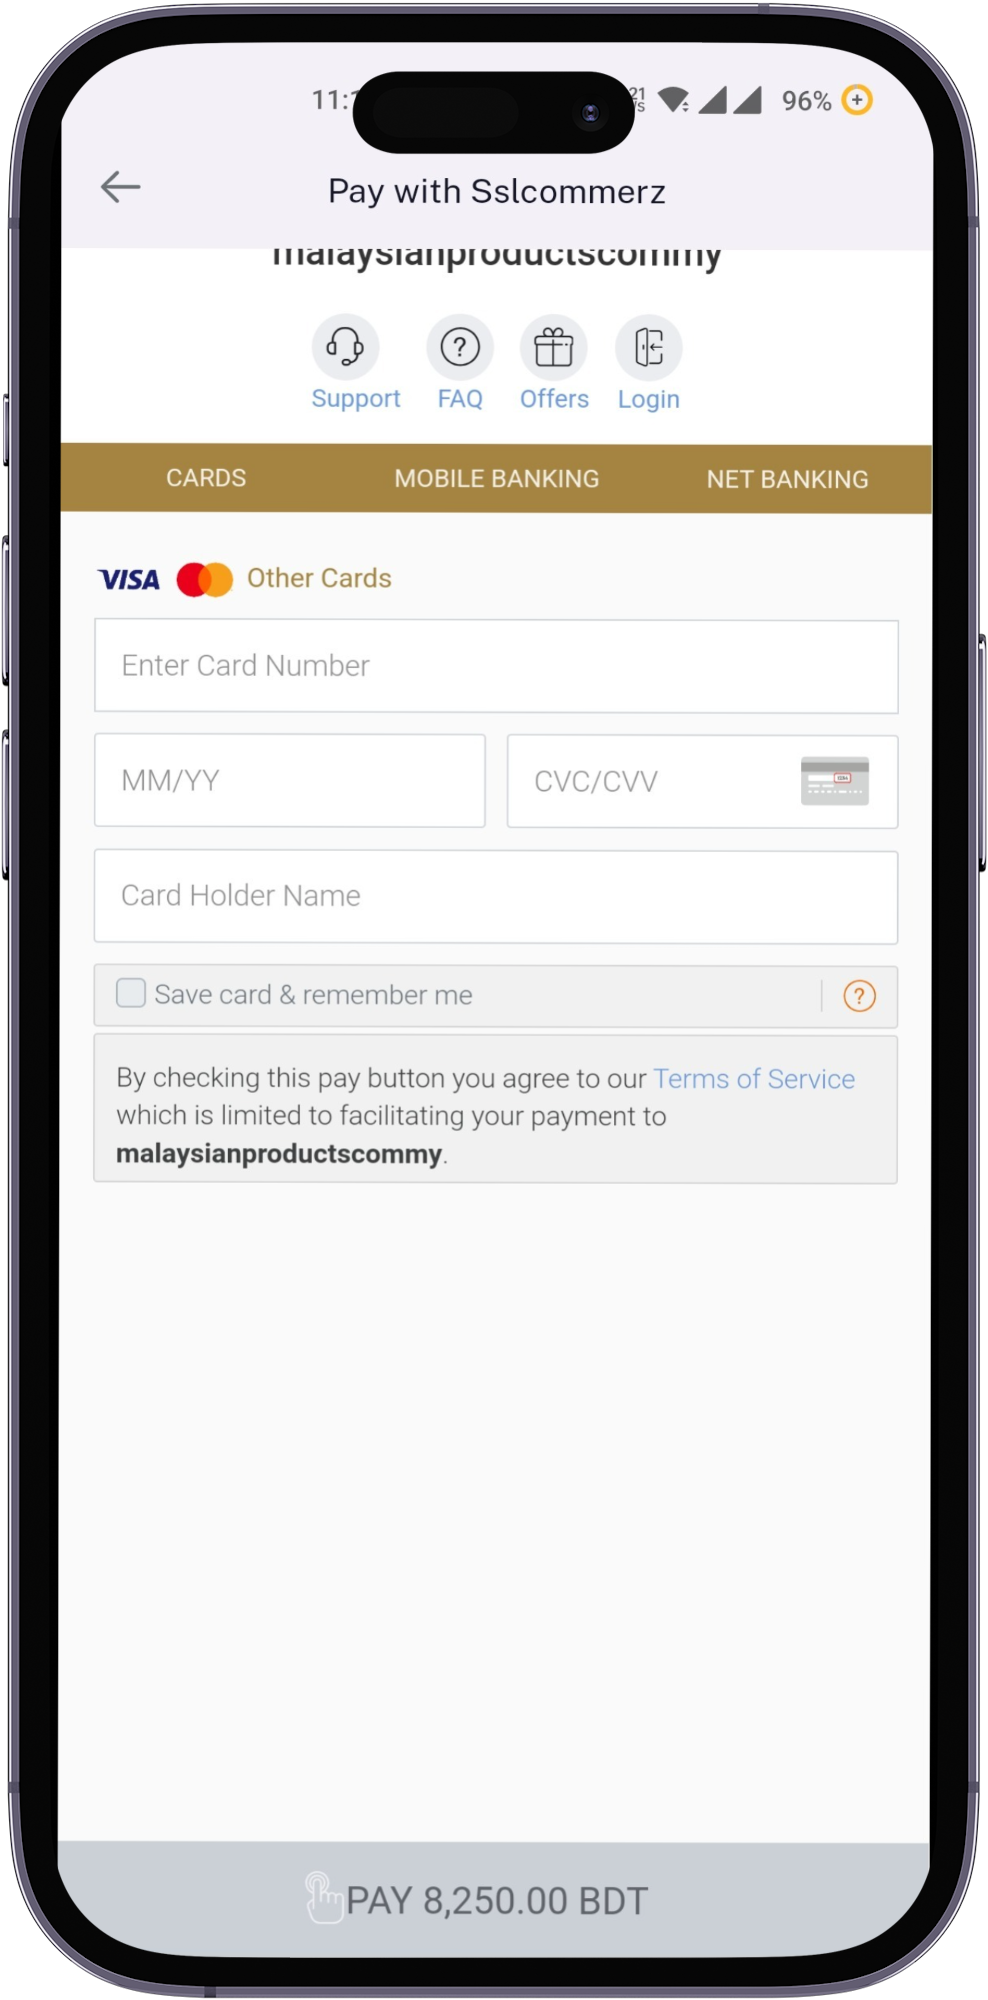 96%
Pay with Sslcommerz
malaysianproductscommy
Support FAQ Offers Login
CARDS MOBILE BANKING NET BANKING
VISA Other Cards
Enter Card Number
MM/YY CVC/CVV
Card Holder Name
Save card & remember me ?
By checking this pay button you agree to our Terms of Service
which is limited to facilitating your payment to
malaysianproductscommy.
PAY 8,250.00 BDT